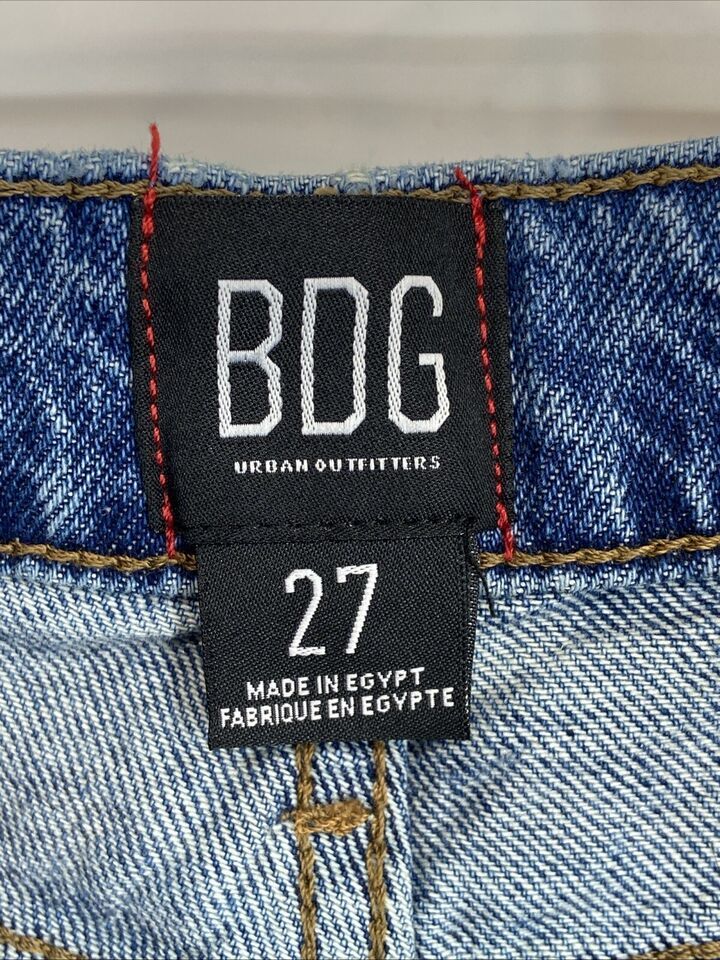 BDG
URBAN OUTFITTERS
27
MADE IN EGYPT
FABRIQUE EN EGYPTE